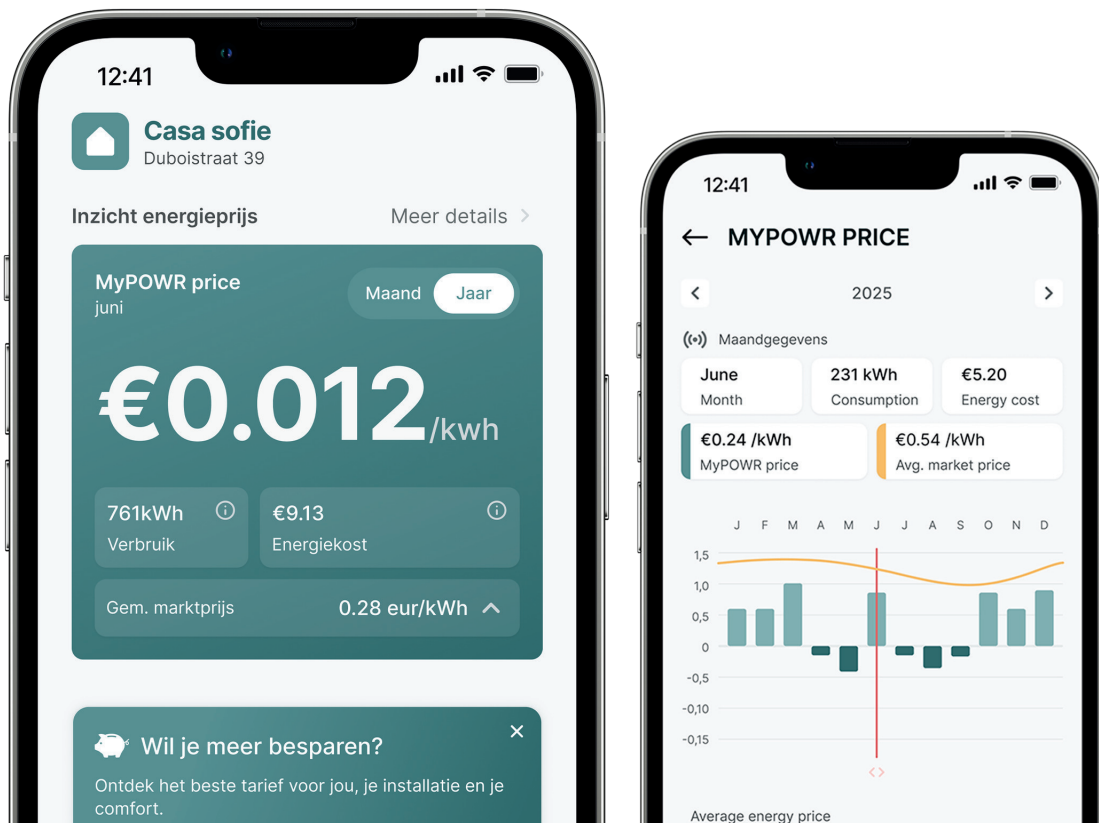 12:41
Casa sofie
Duboistraat 39
Inzicht energieprijs
Meer details
MyPOWR price
juni
Maand
Jaar
€0.012/kwh
761kWh
Verbruik
€9.13
Energiekost
Gem. marktprijs
0.28 eur/kWh
Wil je meer besparen?
Ontdek het beste tarief voor jou, je installatie en je
comfort.
12:41
MYPOWR PRICE
2025
Maandgegevens
June
Month
231 kWh
Consumption
€5.20
Energy cost
€0.24 /kWh
MyPOWR price
€0.54 /kWh
Avg. market price
J F M A M J J A S O N D
1,5
1,0
0,5
0
-0,5
-0,10
-0,15
Average energy price